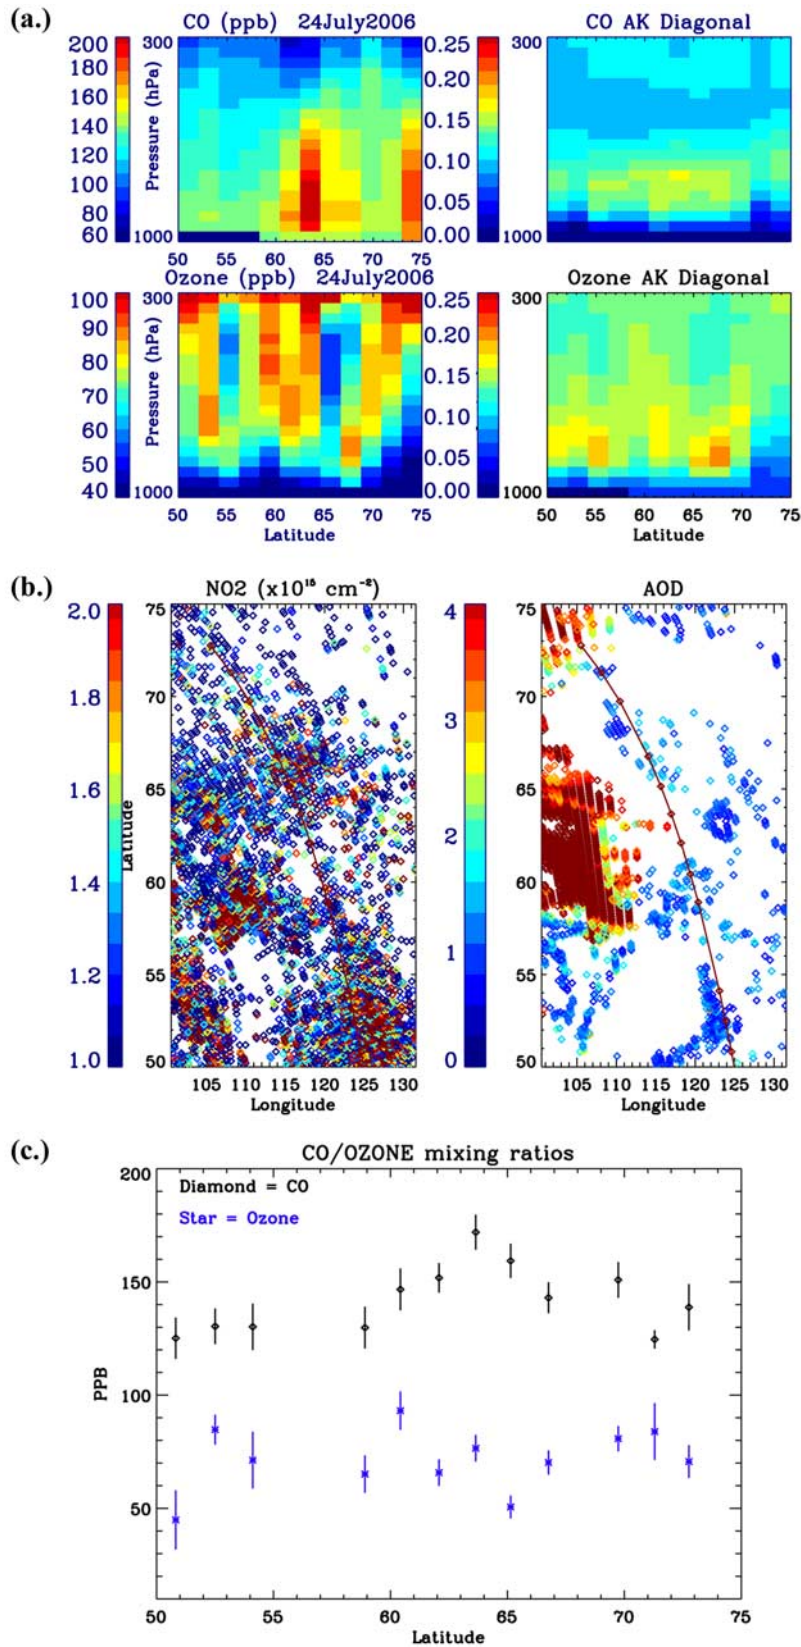 (a.)
CO (ppb) 24July2006
CO AK Diagonal
200
180
160
140
120
100
80
60
Pressure (hPa)
300
1000
50 55 60 65 70 75
0.25
0.20
0.15
0.10
0.05
0.00
300
1000
50 55 60 65 70 75
Ozone (ppb) 24July2006
Ozone AK Diagonal
100
90
80
70
60
50
40
Pressure (hPa)
300
1000
50 55 60 65 70 75
Latitude
0.25
0.20
0.15
0.10
0.05
0.00
300
1000
50 55 60 65 70 75
Latitude
(b.)
NO2 (x10¹⁵ cm⁻²)
AOD
2.0
1.8
1.6
1.4
1.2
1.0
Latitude
75
70
65
60
55
50
105 110 115 120 125 130
Longitude
4
3
2
1
0
75
70
65
60
55
50
105 110 115 120 125 130
Longitude
(c.)
CO/OZONE mixing ratios
Diamond = CO
Star = Ozone
PPB
200
150
100
50
50 55 60 65 70 75
Latitude